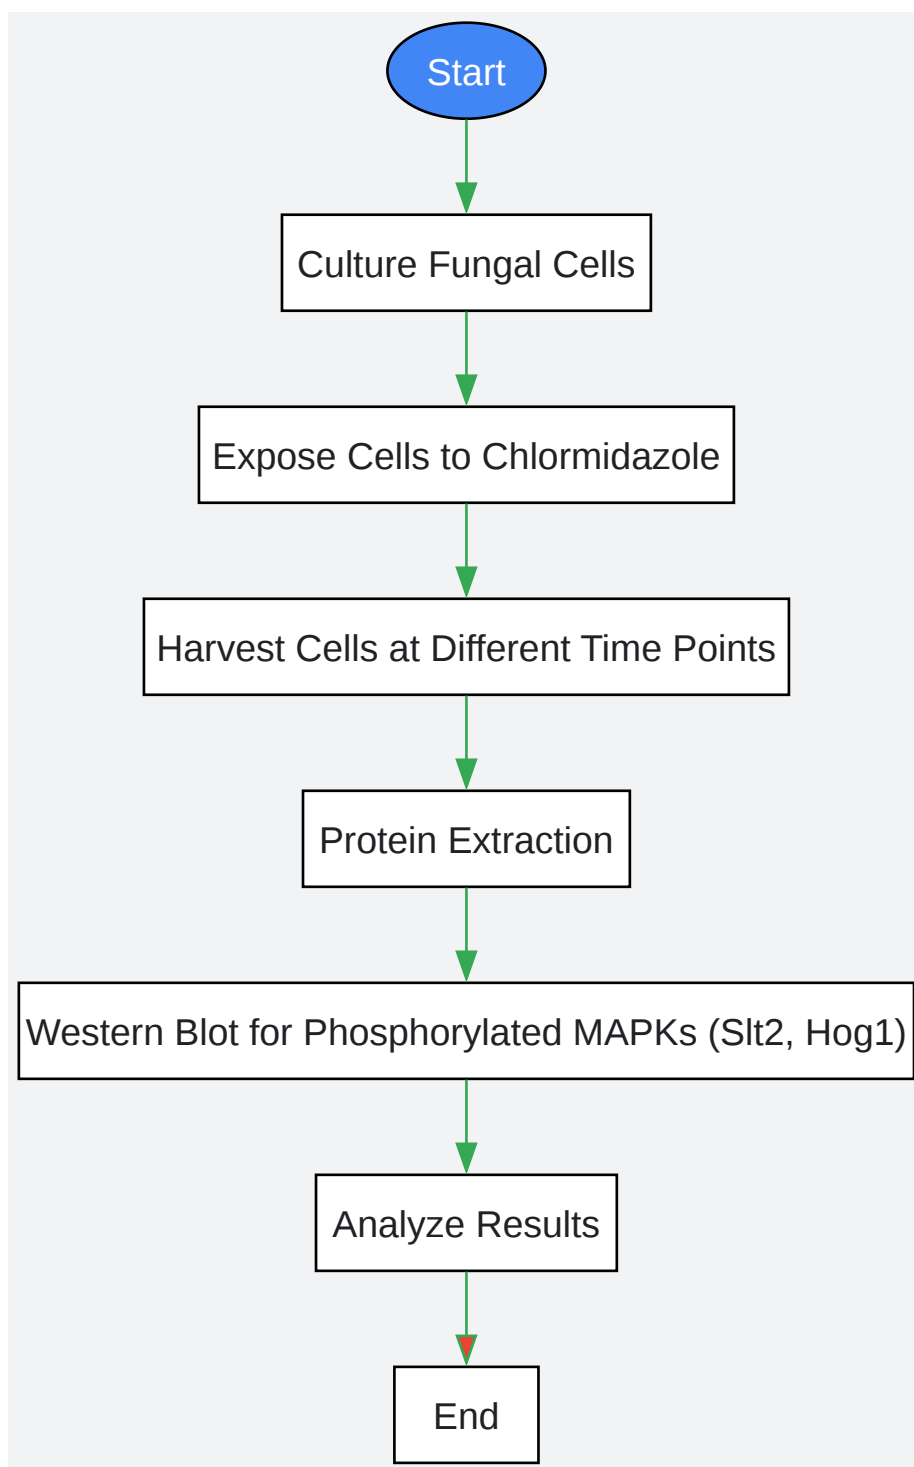 Start
Culture Fungal Cells
Expose Cells to Chlormidazole
Harvest Cells at Different Time Points
Protein Extraction
Western Blot for Phosphorylated MAPKs (Slt2, Hog1)
Analyze Results
End